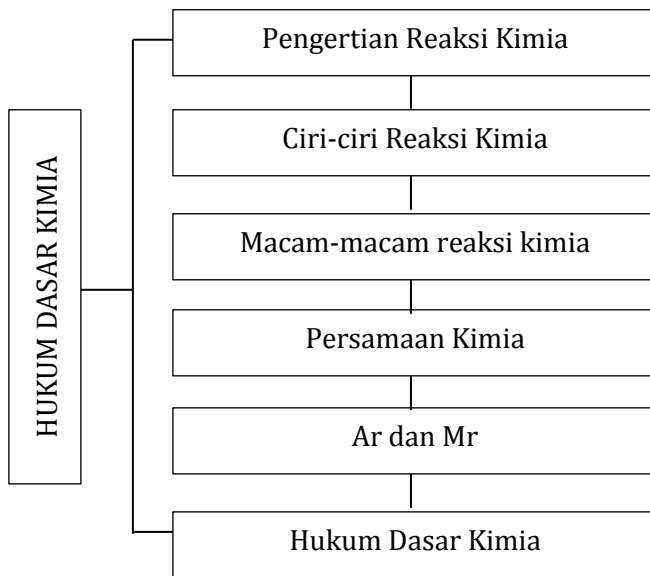 HUKUM DASAR KIMIA
Pengertian Reaksi Kimia
Ciri-ciri Reaksi Kimia
Macam-macam reaksi kimia
Persamaan Kimia
Ar dan Mr
Hukum Dasar Kimia